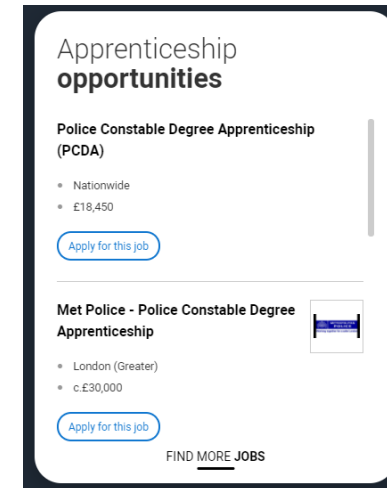 Apprenticeship
opportunities
Police Constable Degree Apprenticeship
(PCDA)
Nationwide
£18,450
Apply for this job
Met Police - Police Constable Degree
Apprenticeship
London (Greater)
c.£30,000
Apply for this job
FIND MORE JOBS